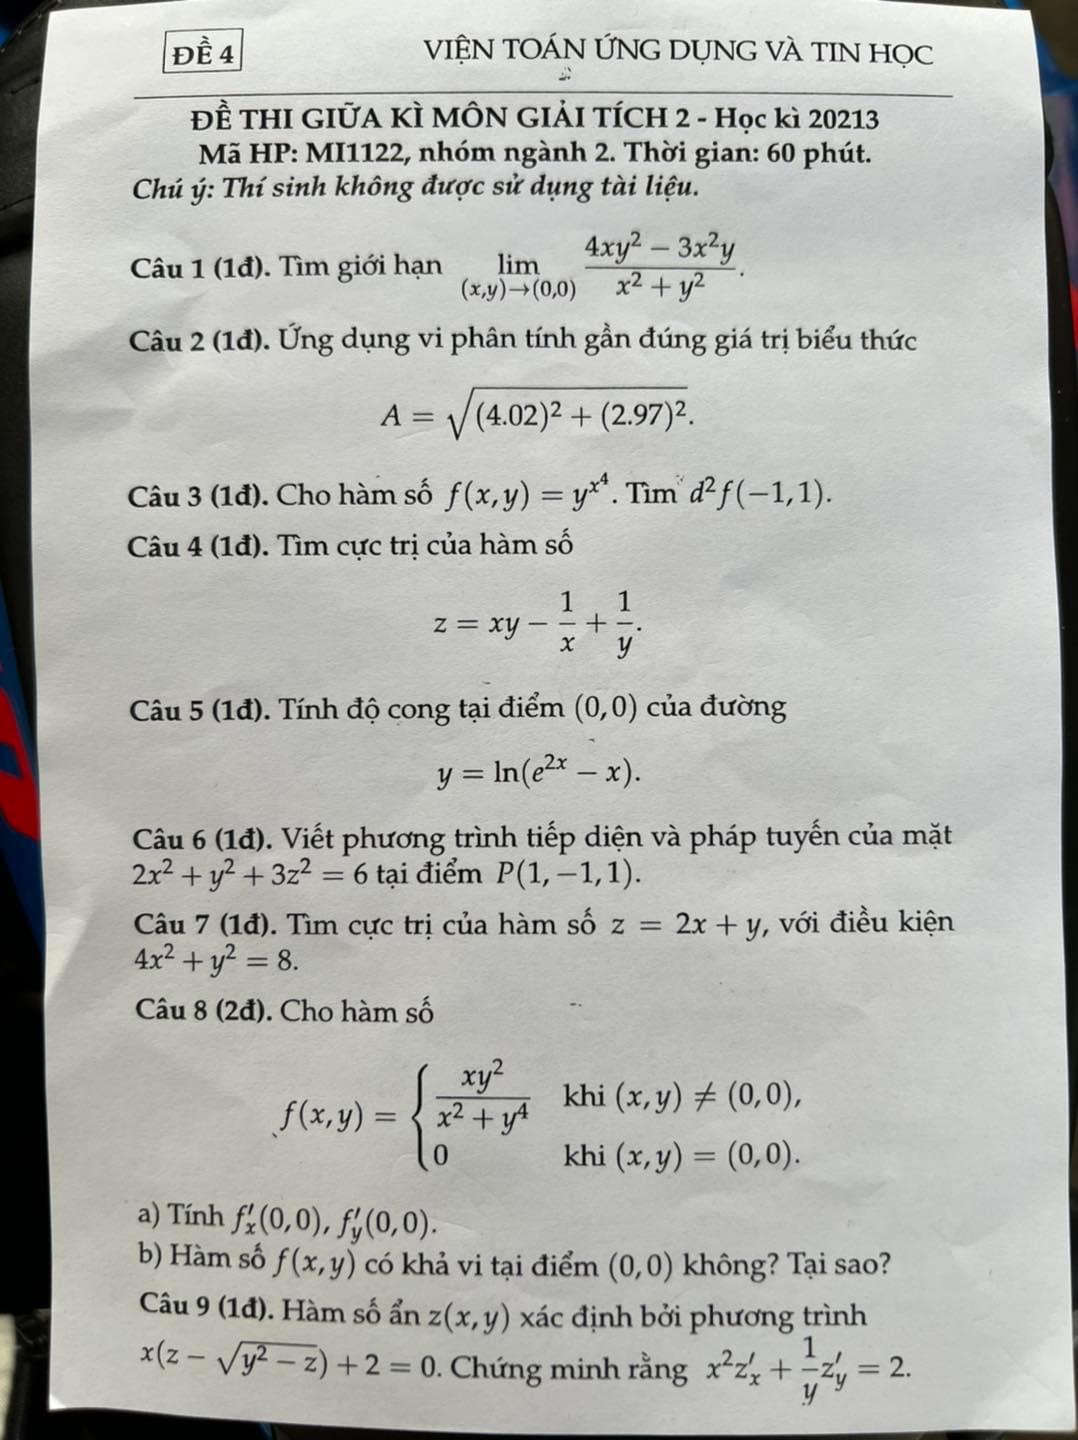 ĐỀ 4
VIỆN TOÁN ỨNG DỤNG VÀ TIN HỌC
ĐỀ THI GIỮA KÌ MÔN GIẢI TÍCH 2 - Học kì 20213
Mã HP: MI1122, nhóm ngành 2. Thời gian: 60 phút.
Chú ý: Thí sinh không được sử dụng tài liệu.
Câu 1 (1đ). Tìm giới hạn $\lim_{(x,y)\to(0,0)} \frac{4xy^2 - 3x^2y}{x^2 + y^2}$.
Câu 2 (1đ). Ứng dụng vi phân tính gần đúng giá trị biểu thức
$A = \sqrt{(4.02)^2 + (2.97)^2}$.
Câu 3 (1đ). Cho hàm số $f(x,y) = y^{x^4}$. Tìm $d^2f(-1,1)$.
Câu 4 (1đ). Tìm cực trị của hàm số
$z = xy - \frac{1}{x} + \frac{1}{y}$.
Câu 5 (1đ). Tính độ cong tại điểm $(0,0)$ của đường
$y = \ln(e^{2x} - x)$.
Câu 6 (1đ). Viết phương trình tiếp diện và pháp tuyến của mặt
$2x^2 + y^2 + 3z^2 = 6$ tại điểm $P(1,-1,1)$.
Câu 7 (1đ). Tìm cực trị của hàm số $z = 2x + y$, với điều kiện
$4x^2 + y^2 = 8$.
Câu 8 (2đ). Cho hàm số
$f(x,y) = \begin{cases} \frac{xy^2}{x^2 + y^4} & \text{khi } (x,y) \neq (0,0), \\ 0 & \text{khi } (x,y) = (0,0). \end{cases}$
a) Tính $f'_x(0,0), f'_y(0,0)$.
b) Hàm số $f(x,y)$ có khả vi tại điểm $(0,0)$ không? Tại sao?
Câu 9 (1đ). Hàm số ẩn $z(x,y)$ xác định bởi phương trình
$x(z - \sqrt{y^2 - z}) + 2 = 0$. Chứng minh rằng $x^2z'_x + \frac{1}{y}z'_y = 2$.